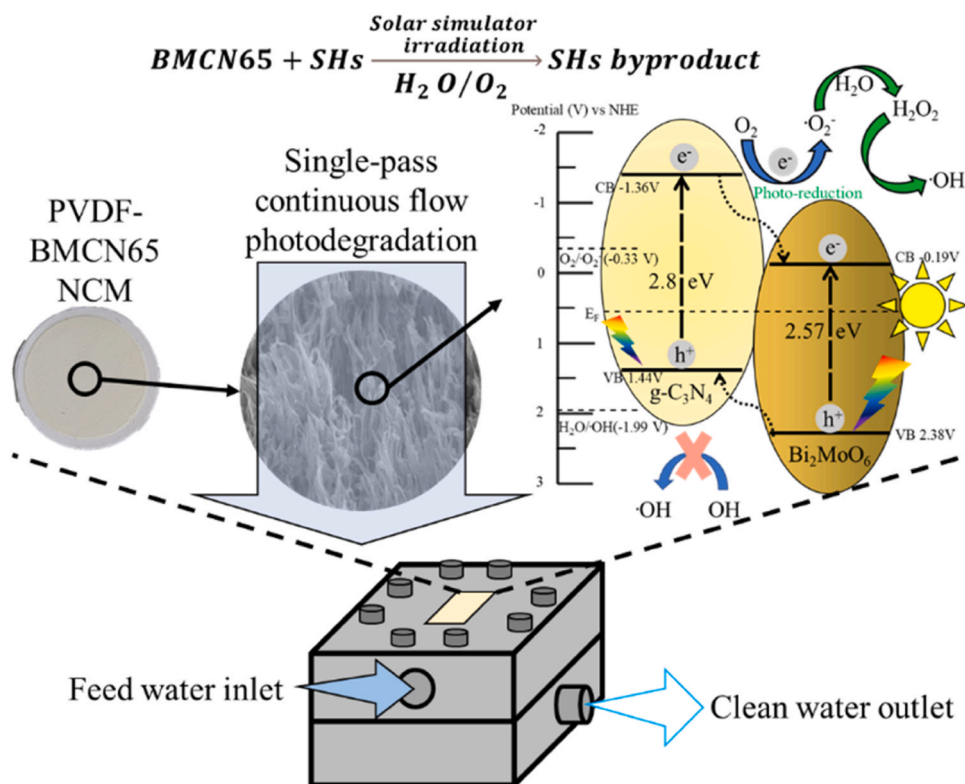 BMCN65 + SHs
Solar simulator
irradiation
H2 O/O2
SHs byproduct
Potential (V) vs NHE
-2
-1
0
1
2
3
Single-pass
continuous flow
photodegradation
PVDF-
BMCN65
NCM
e-
CB -1.36V
O2/·O2-(-0.33 V)
2.8 eV
EF
h+
VB 1.44V
g-C3N4
H2O/·OH(-1.99 V)
O2
e-
·O2-
Photo-reduction
H2O
H2O2
·OH
e-
CB -0.19V
2.57 eV
h+
VB 2.38V
Bi2MoO6
·OH
OH
Feed water inlet
Clean water outlet